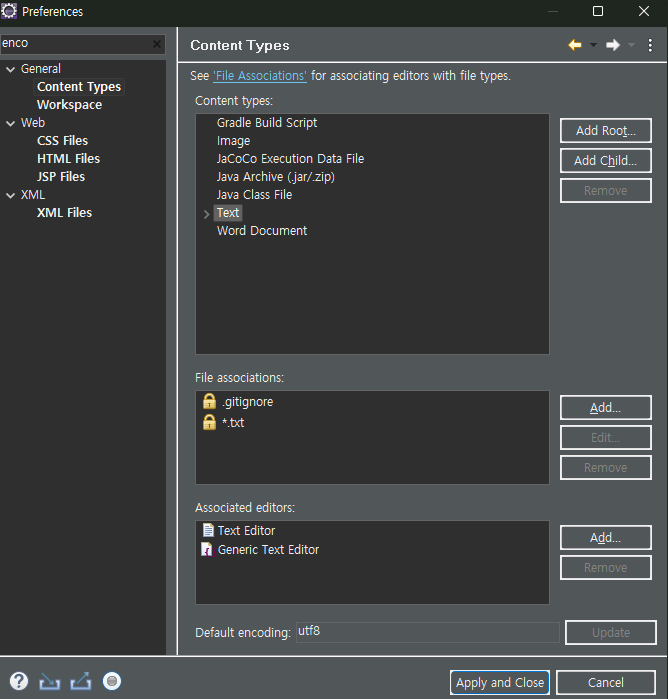 Preferences
enco
General
Content Types
Workspace
Web
CSS Files
HTML Files
JSP Files
XML
XML Files
Content Types
See 'File Associations' for associating editors with file types.
Content types:
Gradle Build Script
Image
JaCoCo Execution Data File
Java Archive (.jar/.zip)
Java Class File
Text
Word Document
Add Root...
Add Child...
Remove
File associations:
.gitignore
*.txt
Add...
Edit...
Remove
Associated editors:
Text Editor
Generic Text Editor
Add...
Remove
Default encoding: utf8
Update
Apply and Close
Cancel